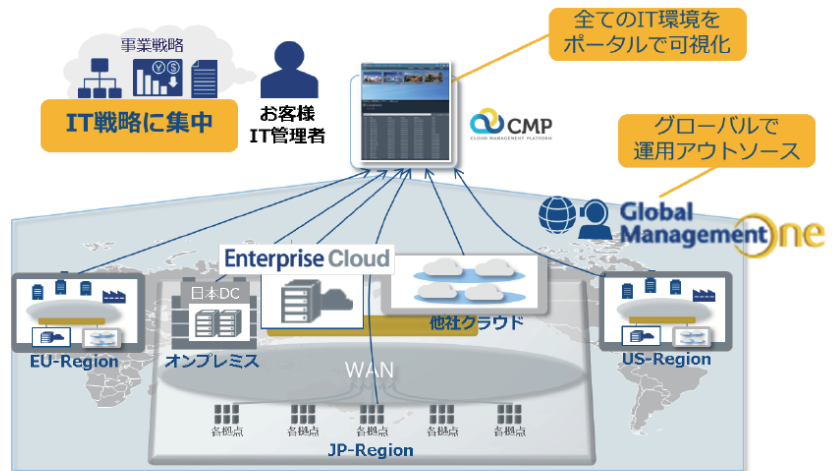 事業戦略
IT戦略に集中
お客様
IT管理者
全てのIT環境を
ポータルで可視化
CMP
CLOUD MANAGEMENT PLATFORM
グローバルで
運用アウトソース
Global
Management One
Enterprise Cloud
日本DC
オンプレミス
他社クラウド
EU-Region
US-Region
WAN
各拠点 各拠点 各拠点 各拠点 各拠点
JP-Region